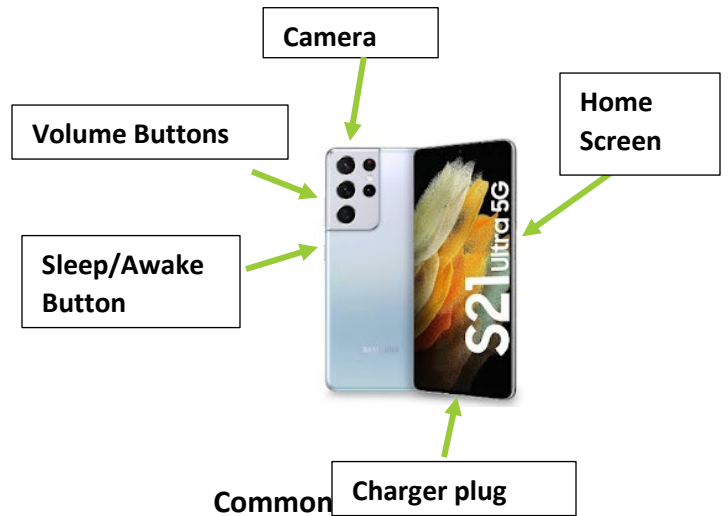 Camera
Home
Screen
Volume Buttons
Sleep/Awake
Button
S21 Ultra 5G
SAMSUNG
Charger plug
Common